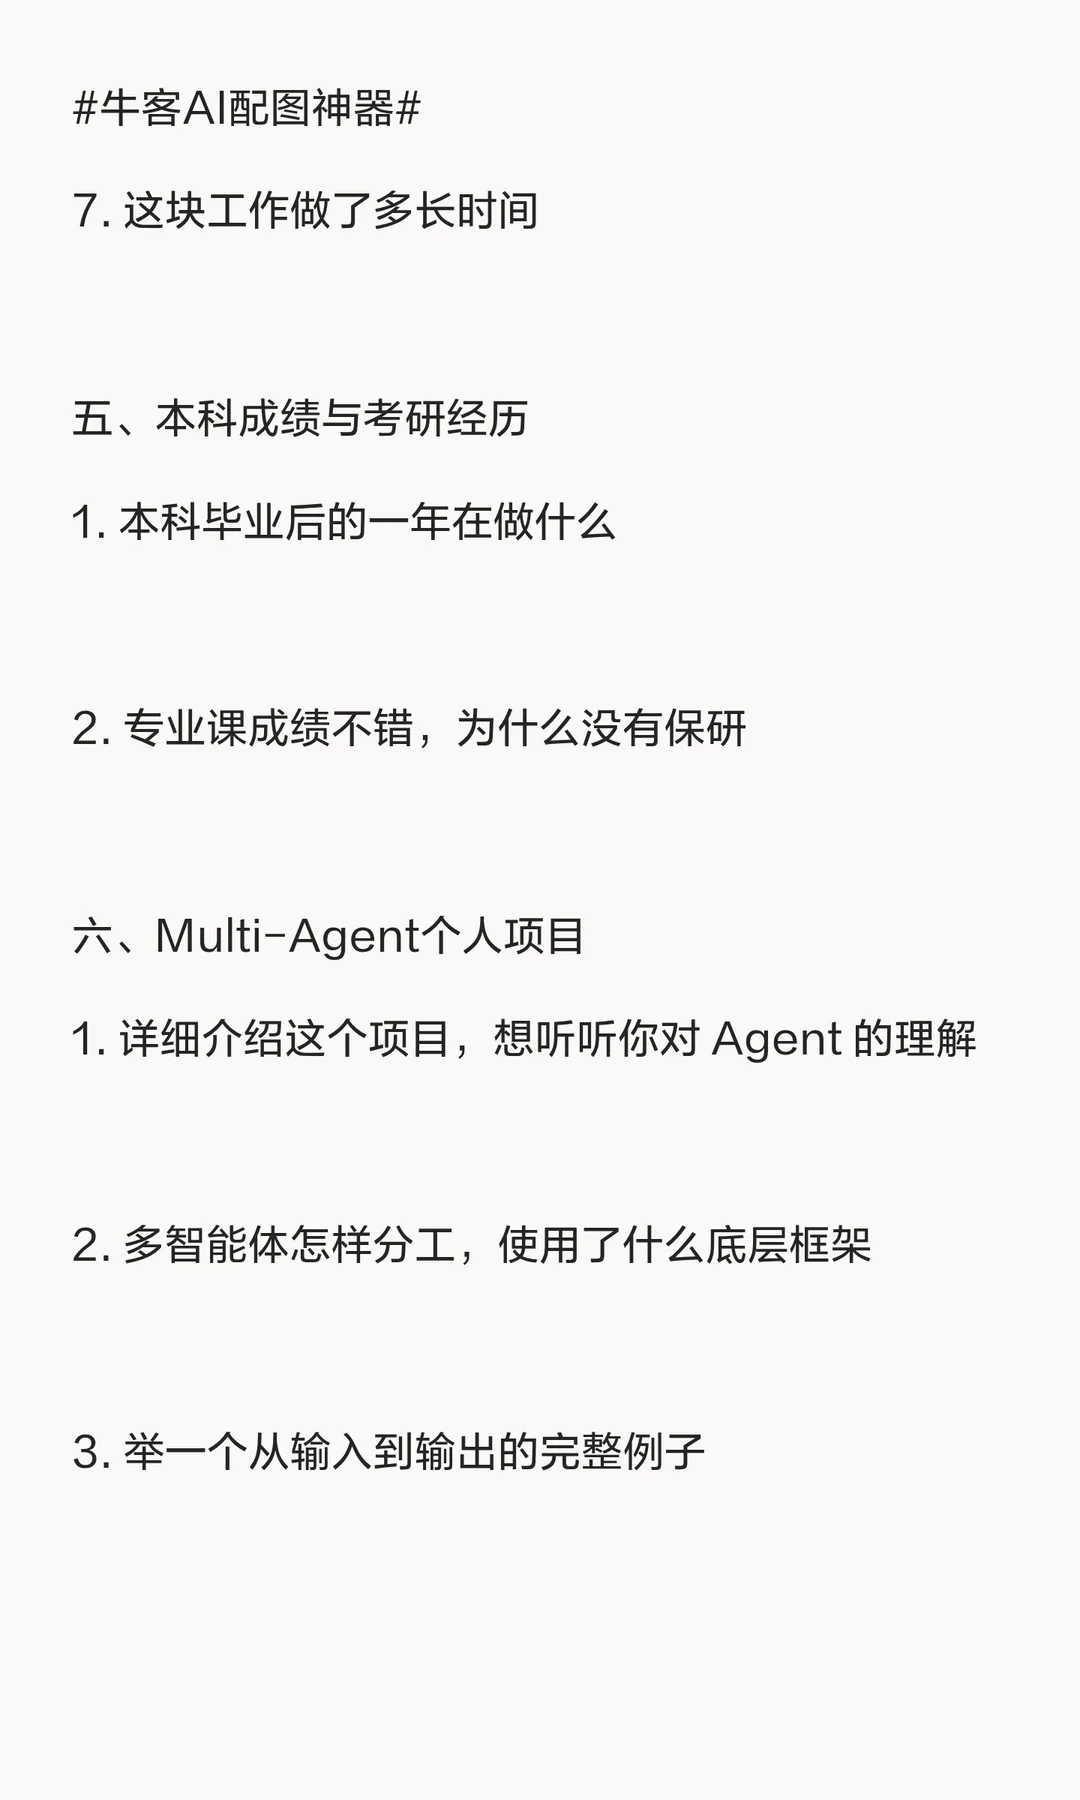 #牛客AI配图神器#
7. 这块工作做了多长时间
五、本科成绩与考研经历
1. 本科毕业后的一年在做什么
2. 专业课成绩不错，为什么没有保研
六、Multi-Agent个人项目
1. 详细介绍这个项目，想听听你对 Agent 的理解
2. 多智能体怎样分工，使用了什么底层框架
3. 举一个从输入到输出的完整例子